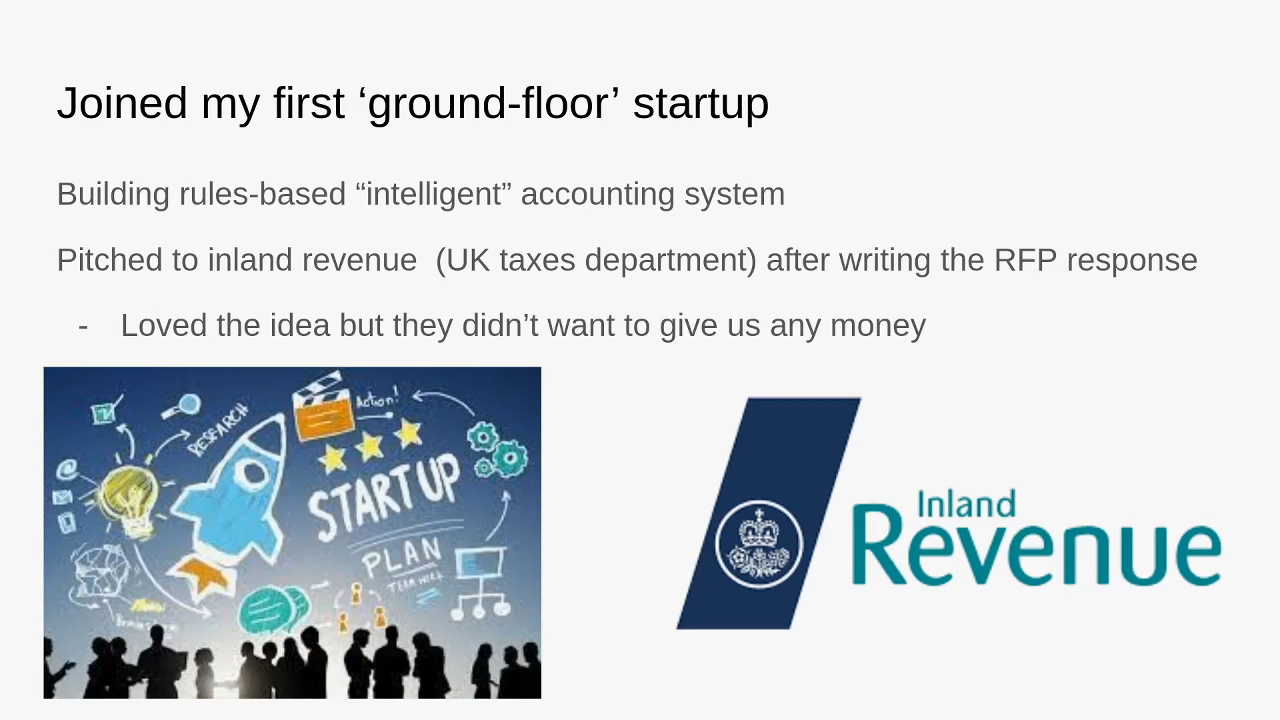 Joined my first ‘ground-floor’ startup
Building rules-based “intelligent” accounting system
Pitched to inland revenue  (UK taxes department) after writing the RFP response
- Loved the idea but they didn’t want to give us any money
Action!
RESEARCH
START UP
PLAN
TEAM WORK
Inland
Revenue